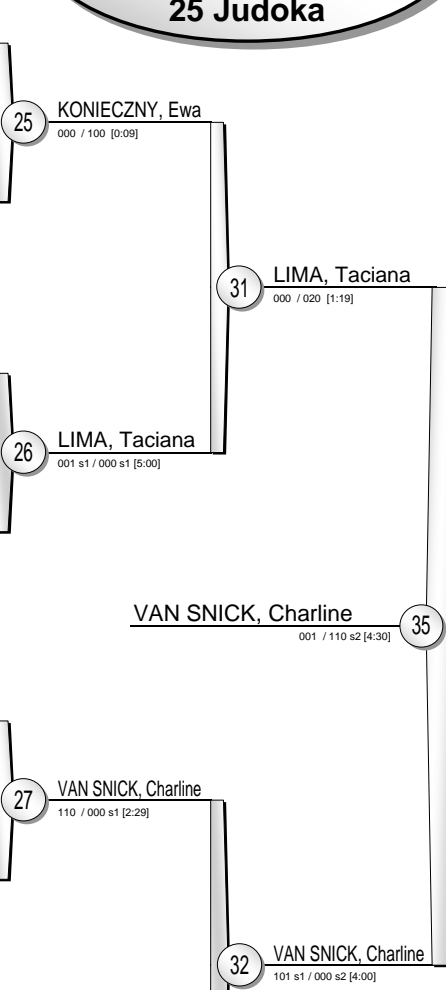 25 Judoka
25
KONIECZNY, Ewa
000 / 100 [0:09]
31
LIMA, Taciana
000 / 020 [1:19]
26
LIMA, Taciana
001 s1 / 000 s1 [5:00]
VAN SNICK, Charline
35
001 / 110 s2 [4:30]
27
VAN SNICK, Charline
110 / 000 s1 [2:29]
32
VAN SNICK, Charline
101 s1 / 000 s2 [4:00]